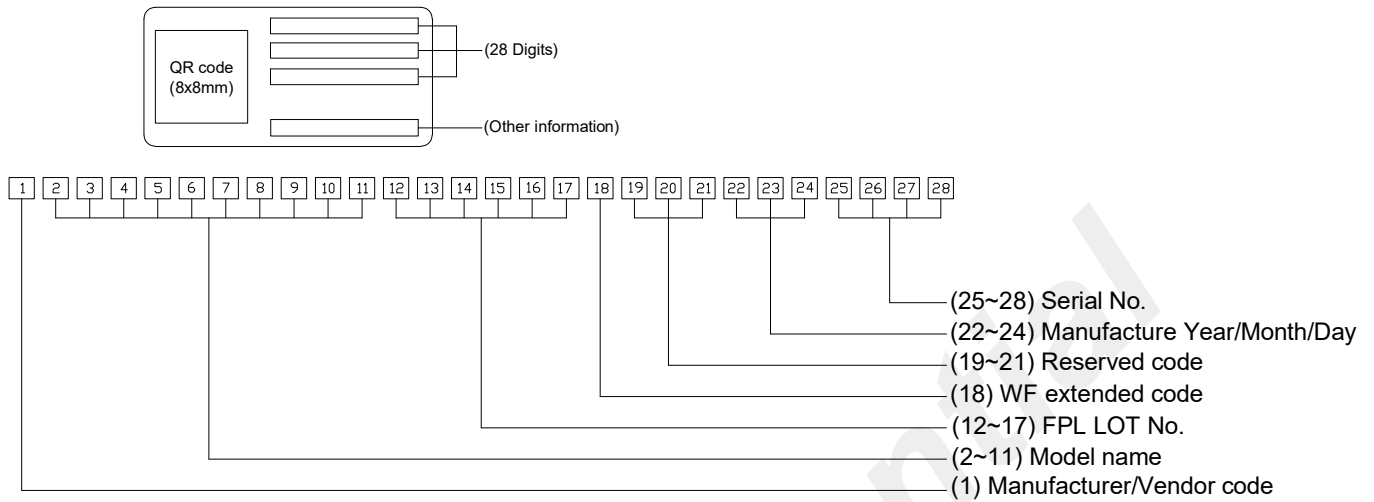 QR code
(8x8mm)
(28 Digits)
(Other information)
1 2 3 4 5 6 7 8 9 10 11 12 13 14 15 16 17 18 19 20 21 22 23 24 25 26 27 28
(25~28) Serial No.
(22~24) Manufacture Year/Month/Day
(19~21) Reserved code
(18) WF extended code
(12~17) FPL LOT No.
(2~11) Model name
(1) Manufacturer/Vendor code
ntial